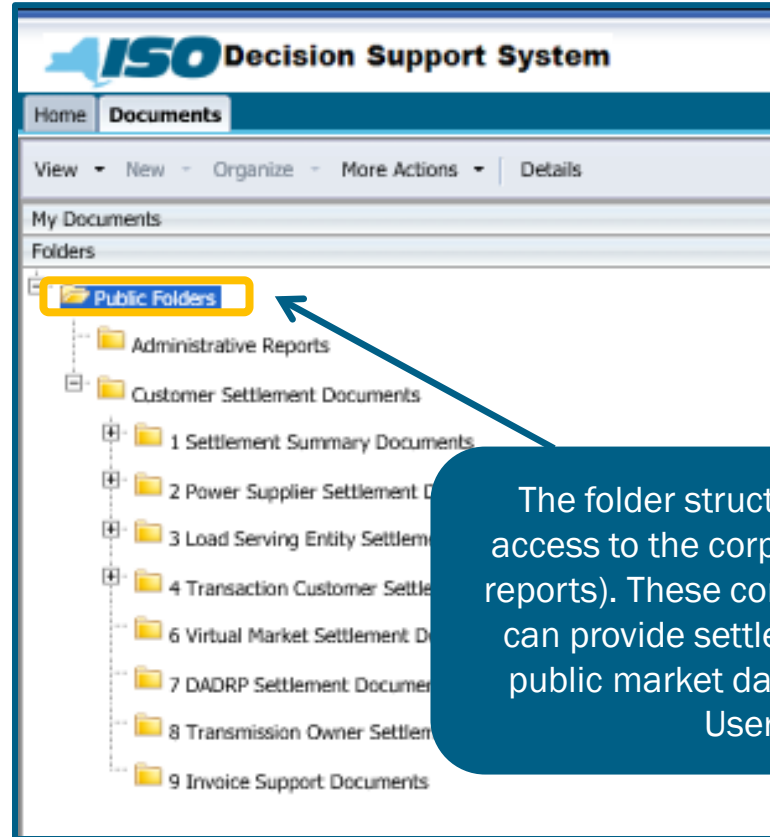 ISO Decision Support System
Home Documents
View New Organize More Actions Details
My Documents
Folders
Public Folders
Administrative Reports
Customer Settlement Documents
1 Settlement Summary Documents
2 Power Supplier Settlement
3 Load Serving Entity
4 Transaction Customer
6 Virtual Market Settlement
7 DADRP Settlement
8 Transmission Owner
9 Invoice Support Documents
The folder
access to the
reports). These
can provide
public market